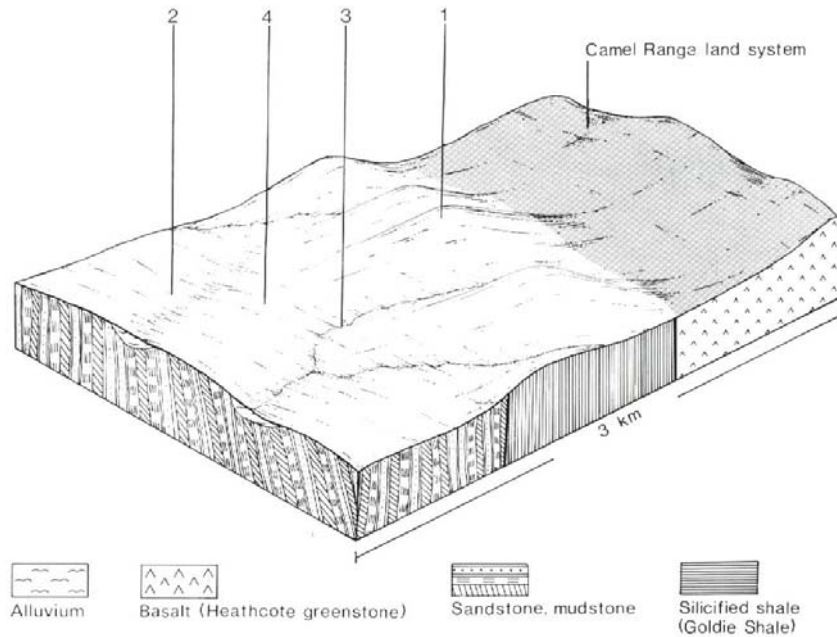 2 4 3 1
Camel Range land system
3 km
Alluvium
Basalt (Heathcote greenstone)
Sandstone, mudstone
Silicified shale
(Goldie Shale)